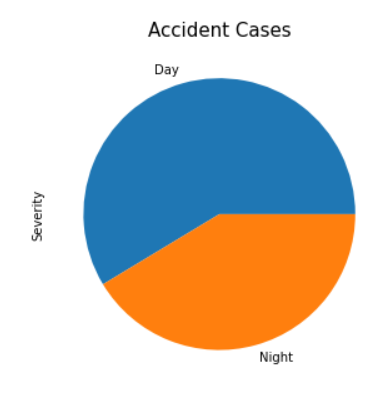 Accident Cases
Day
Severity
Night